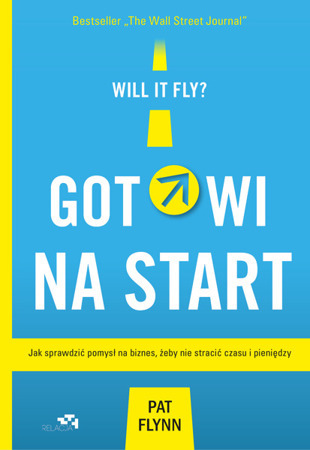 Bestseller „The Wall Street Journal”
WILL IT FLY?
GOTOWI
NA START
Jak sprawdzić pomysł na biznes, żeby nie stracić czasu i pieniędzy
RELACJA
PAT
FLYNN